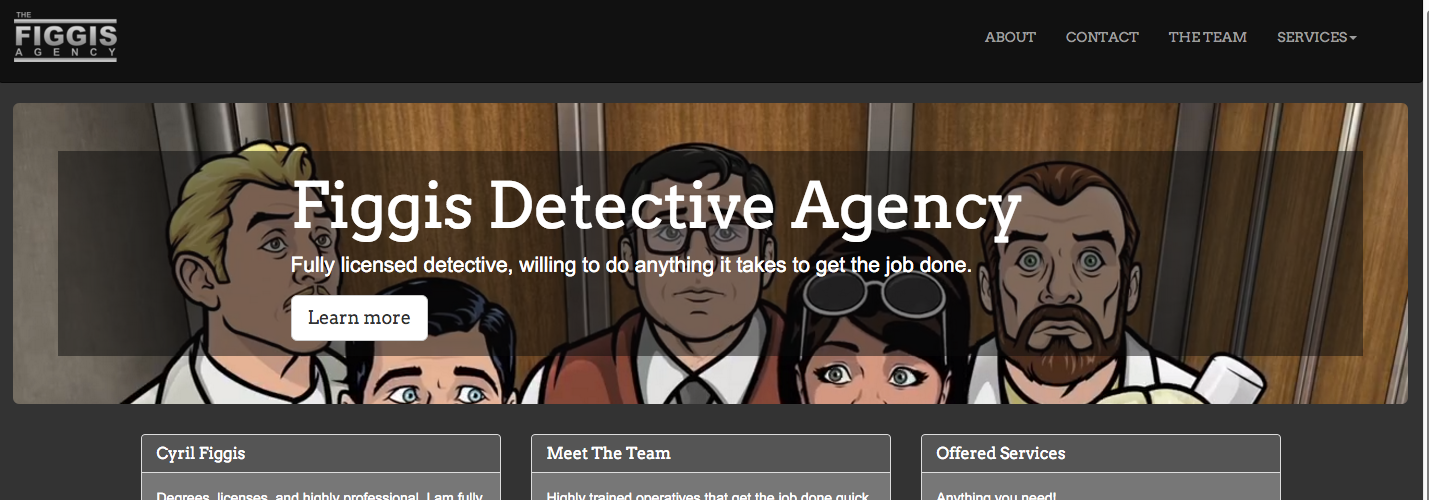 THE
FIGGIS
AGENCY
ABOUT CONTACT THE TEAM SERVICES
Figgis Detective Agency
Fully licensed detective, willing to do anything it takes to get the job done.
Learn more
Cyril Figgis
Degrees, licenses, and highly professional. I am fully
Meet The Team
Highly trained operatives that get the job done quick
Offered Services
Anything you need!